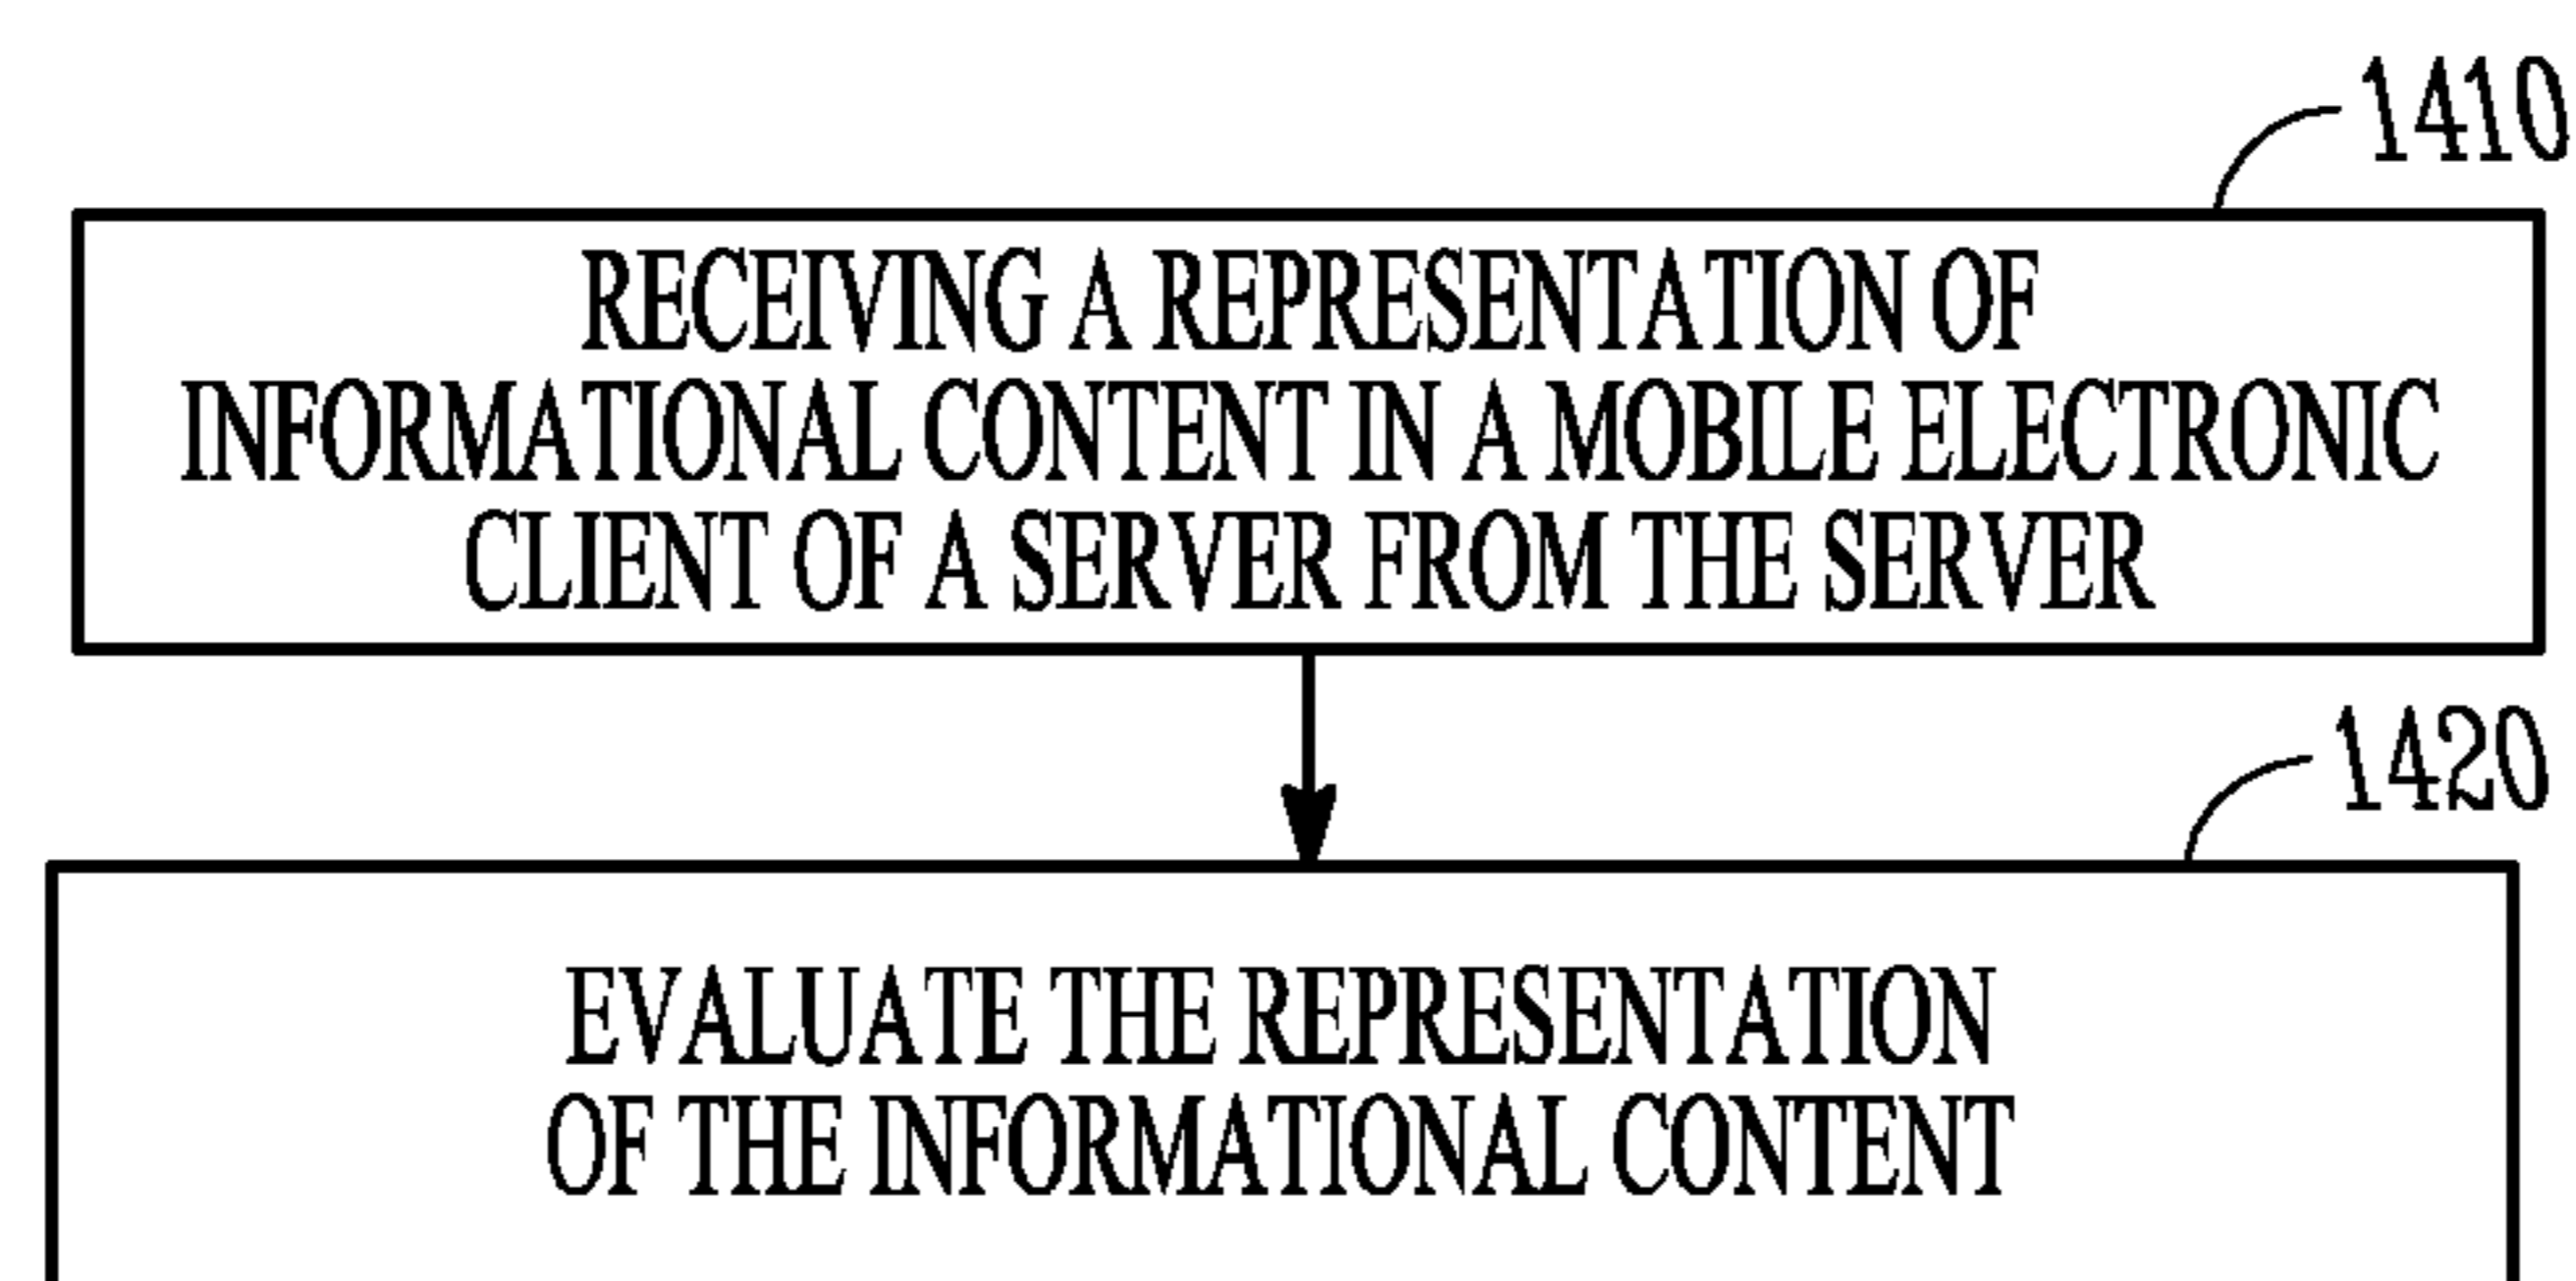 1410
RECEIVING A REPRESENTATION OF
INFORMATIONAL CONTENT IN A MOBILE ELECTRONIC
CLIENT OF A SERVER FROM THE SERVER
1420
EVALUATE THE REPRESENTATION
OF THE INFORMATIONAL CONTENT